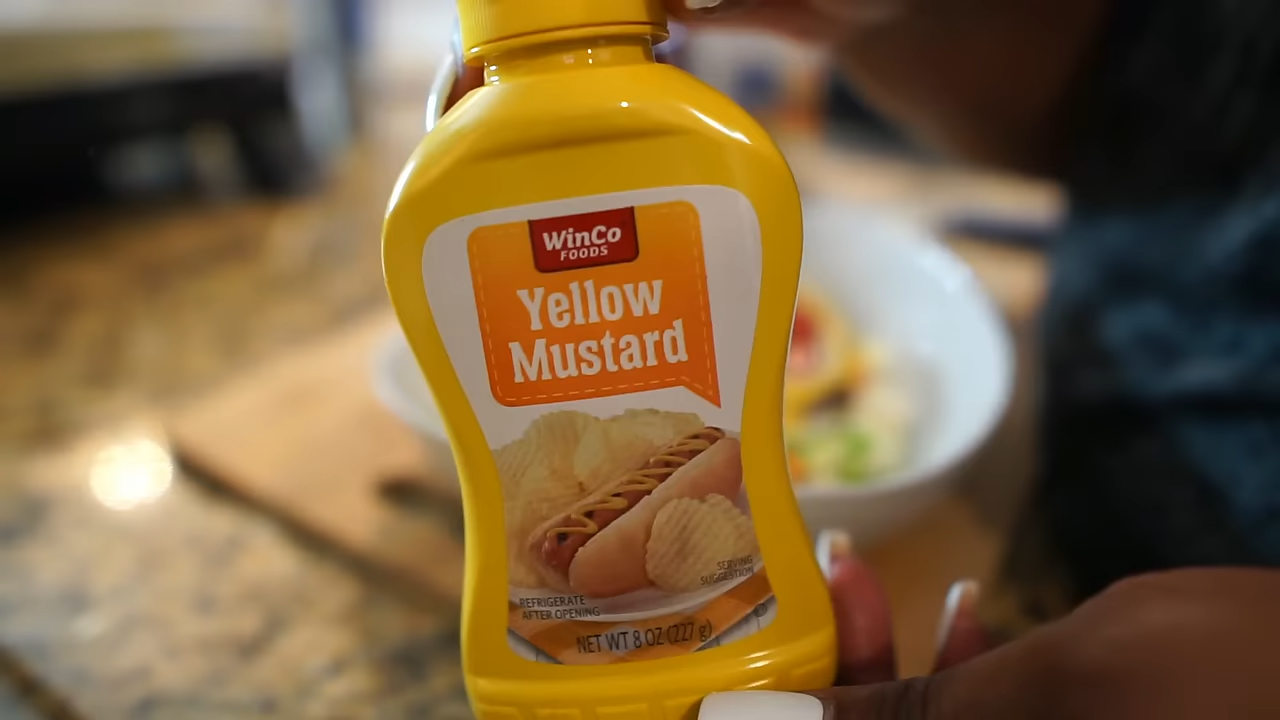 WinCo
FOODS
Yellow
Mustard
SERVING
SUGGESTION
REFRIGERATE
AFTER OPENING
NET WT 8 OZ (227 g)